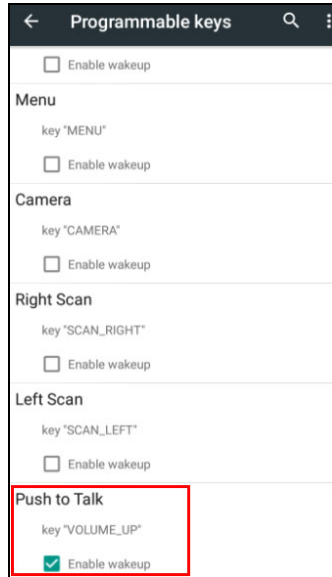 Programmable keys
Enable wakeup
Menu
key "MENU"
Enable wakeup
Camera
key "CAMERA"
Enable wakeup
Right Scan
key "SCAN_RIGHT"
Enable wakeup
Left Scan
key "SCAN_LEFT"
Enable wakeup
Push to Talk
key "VOLUME_UP"
Enable wakeup